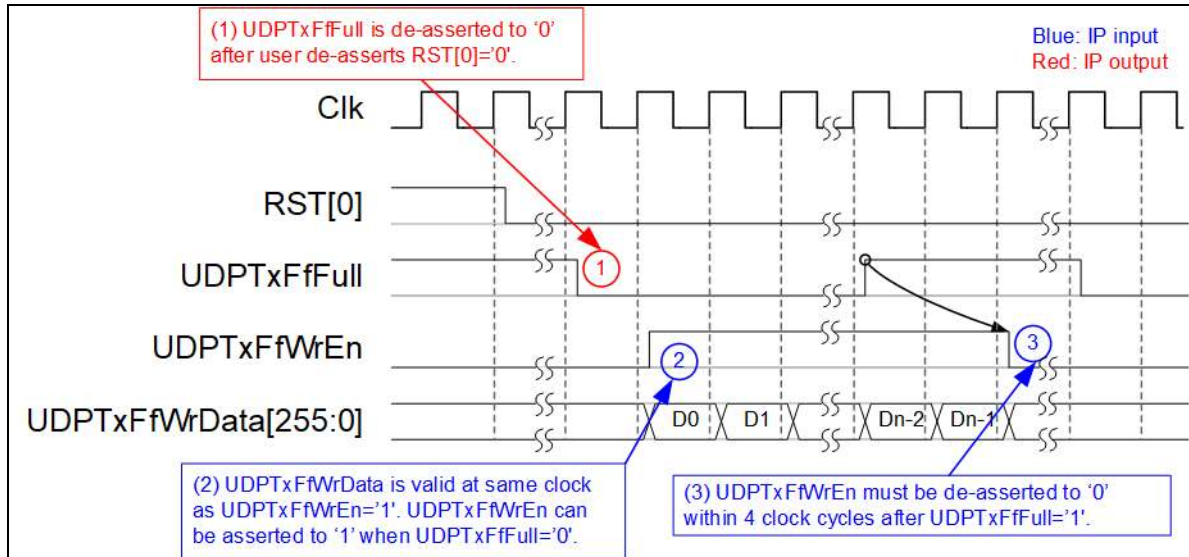 (1) UDPTxFfFull is de-asserted to ‘0’
after user de-asserts RST[0]=’0'.
Blue: IP input
Red: IP output
Clk
RST[0]
UDPTxFfFull
1
UDPTxFfWrEn
2
3
UDPTxFfWrData[255:0]
D0
D1
Dn-2
Dn-1
(2) UDPTxFfWrData is valid at same clock
as UDPTxFfWrEn=’1’. UDPTxFfWrEn can
be asserted to ‘1’ when UDPTxFfFull=’0’.
(3) UDPTxFfWrEn must be de-asserted to ‘0’
within 4 clock cycles after UDPTxFfFull=’1’.